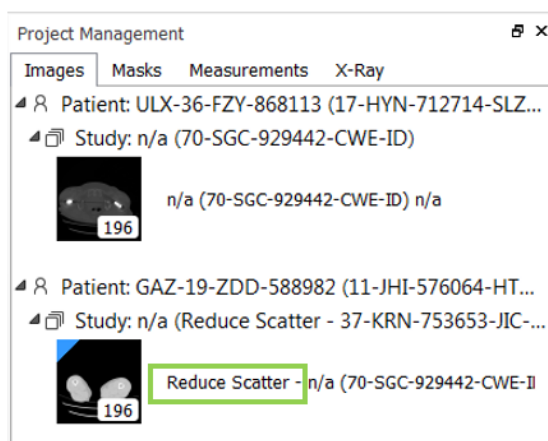 Project Management
Images Masks Measurements X-Ray
Patient: ULX-36-FZY-868113 (17-HYN-712714-SLZ...
Study: n/a (70-SGC-929442-CWE-ID)
n/a (70-SGC-929442-CWE-ID) n/a
196
Patient: GAZ-19-ZDD-588982 (11-JHI-576064-HT...
Study: n/a (Reduce Scatter - 37-KRN-753653-JIC-...
Reduce Scatter - n/a (70-SGC-929442-CWE-I
196